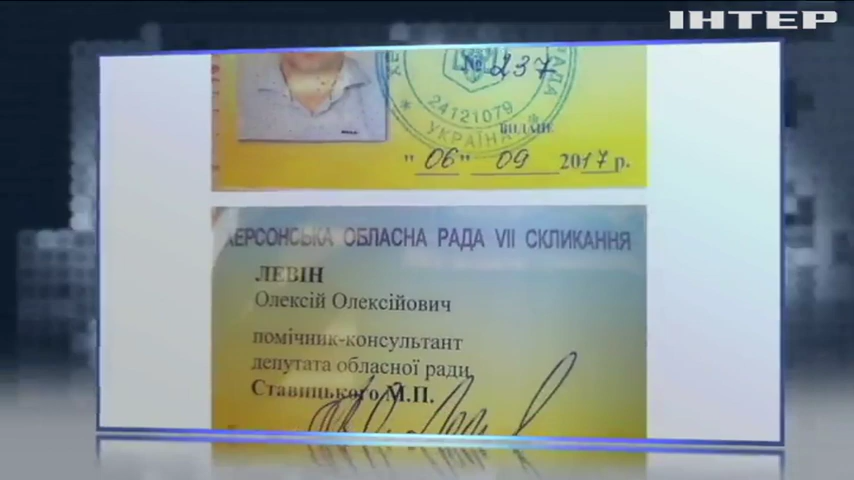 ІНТЕР
№ 237
24121079
УКРАЇНА
ВИДАНЕ
"06" 09 2017 р.
ХЕРСОНСЬКА ОБЛАСНА РАДА VII СКЛИКАННЯ
ЛЕВІН
Олексій Олексійович
помічник-консультант
депутата обласної ради
Ставицького М.П.